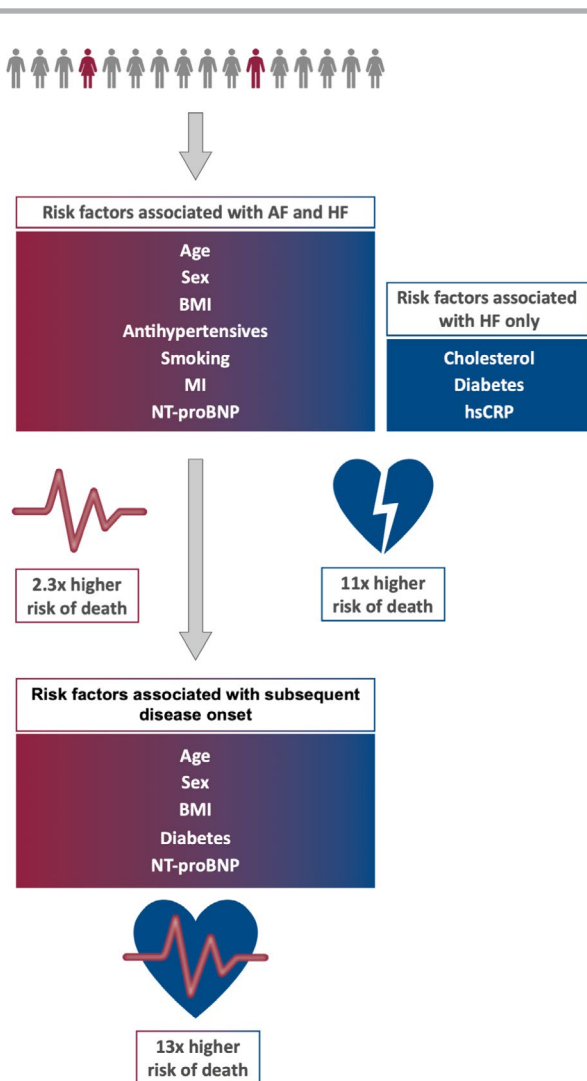 Risk factors associated with AF and HF
Age
Sex
BMI
Antihypertensives
Smoking
MI
NT-proBNP
Risk factors associated
with HF only
Cholesterol
Diabetes
hsCRP
2.3x higher
risk of death
11x higher
risk of death
Risk factors associated with subsequent
disease onset
Age
Sex
BMI
Diabetes
NT-proBNP
13x higher
risk of death